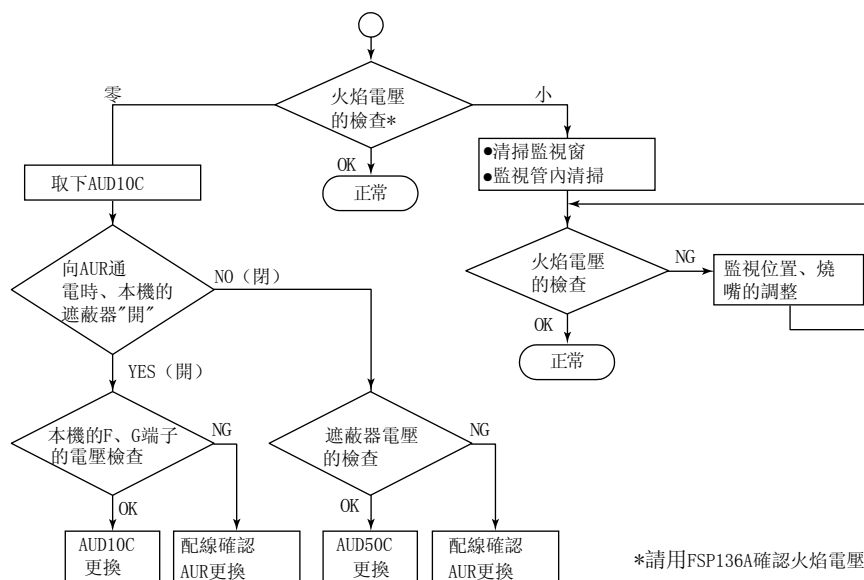 火焰電壓
的檢查*
零
小
OK
正常
取下AUD10C
●清掃監視窗
●監視管內清掃
向AUR通
電時、本機的
遮蔽器"開"
NO（閉）
YES（開）
火焰電壓
的檢查
NG
監視位置、燒
嘴的調整
OK
正常
本機的F、G端子
的電壓檢查
NG
OK
遮蔽器電壓
的檢查
NG
OK
AUD10C
更換
配線確認
AUR更換
AUD50C
更換
配線確認
AUR更換
*請用FSP136A確認火焰電壓